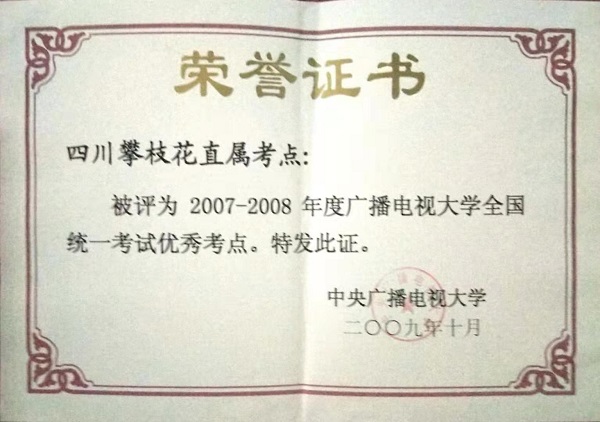 荣誉证书
四川攀枝花直属考点:
被评为 2007-2008 年度广播电视大学全国
统一考试优秀考点。特发此证。
中央广播电视大学
二〇〇九年十月